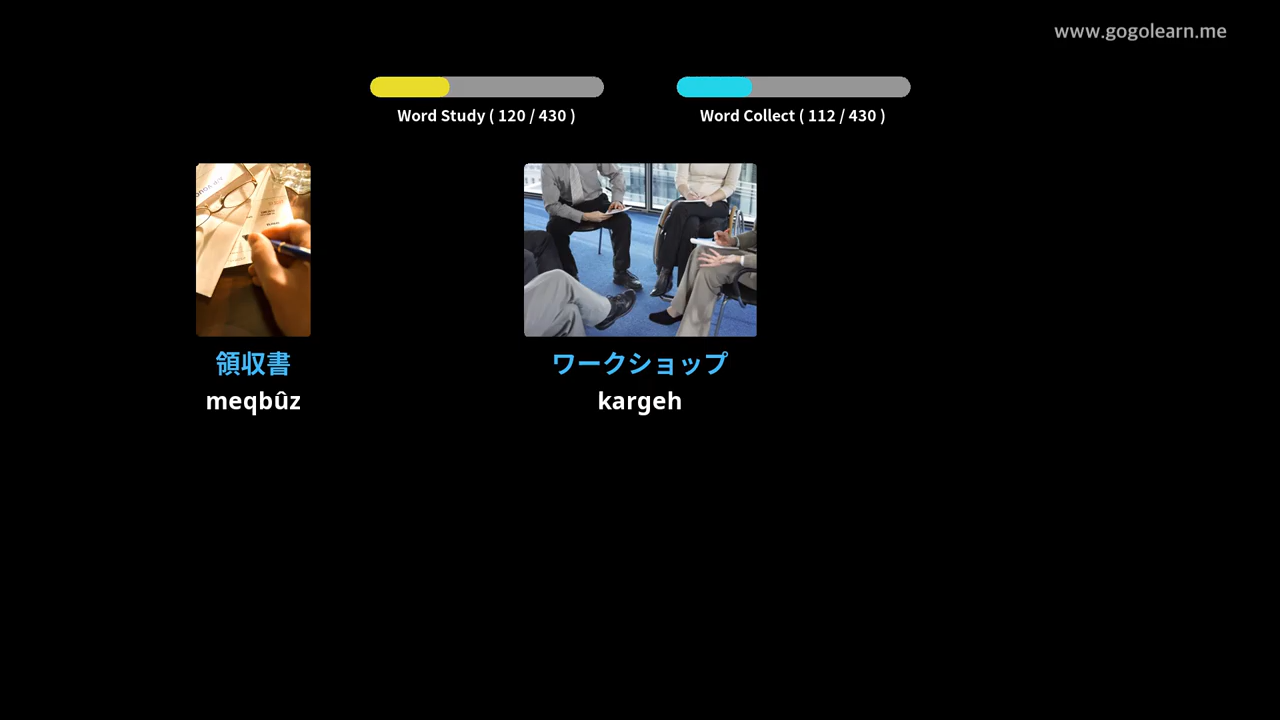 www.gogolearn.me
Word Study ( 120 / 430 )
Word Collect ( 112 / 430 )
領収書
meqbûz
ワークショップ
kargeh